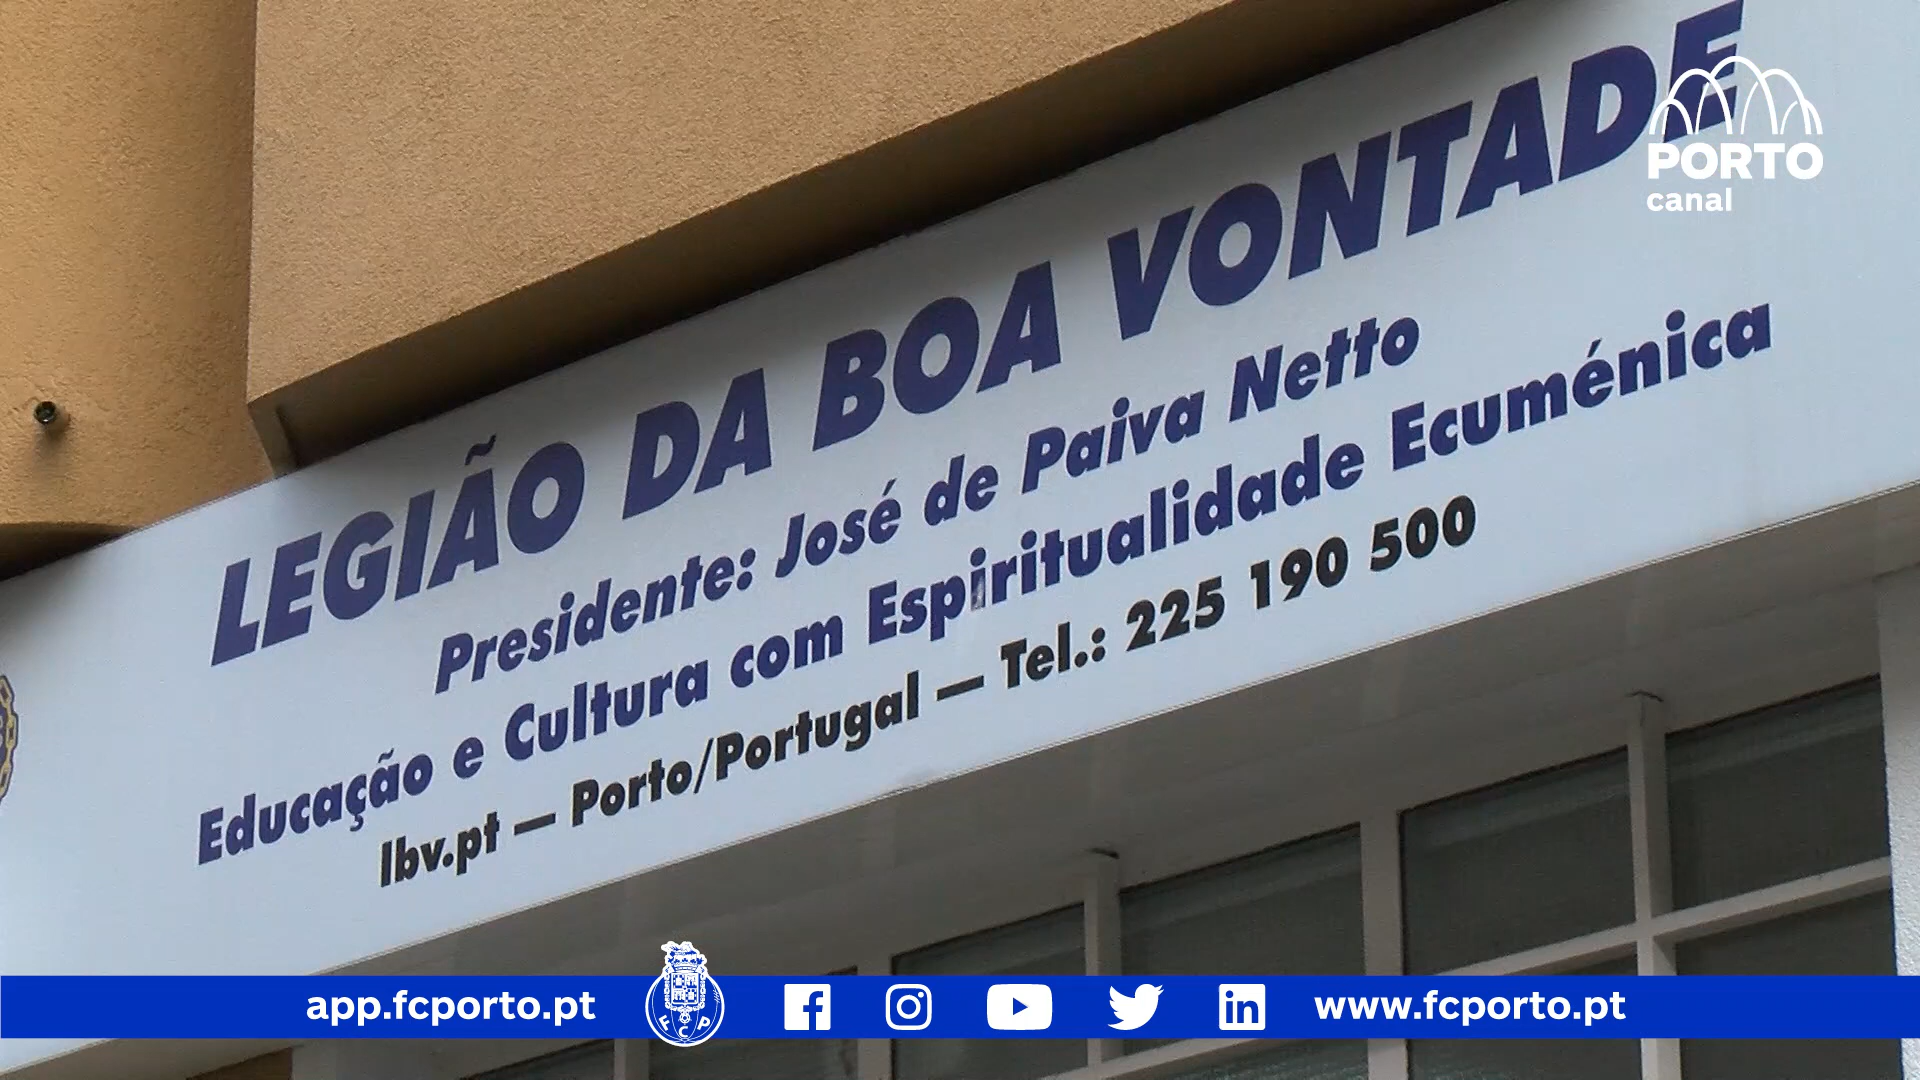 PORTO
canal
LEGIÃO DA BOA VONTADE
Presidente: José de Paiva Netto
Educação e Cultura com Espiritualidade Ecuménica
lbv.pt — Porto/Portugal — Tel.: 225 190 500
app.fcporto.pt
F C P
www.fcporto.pt